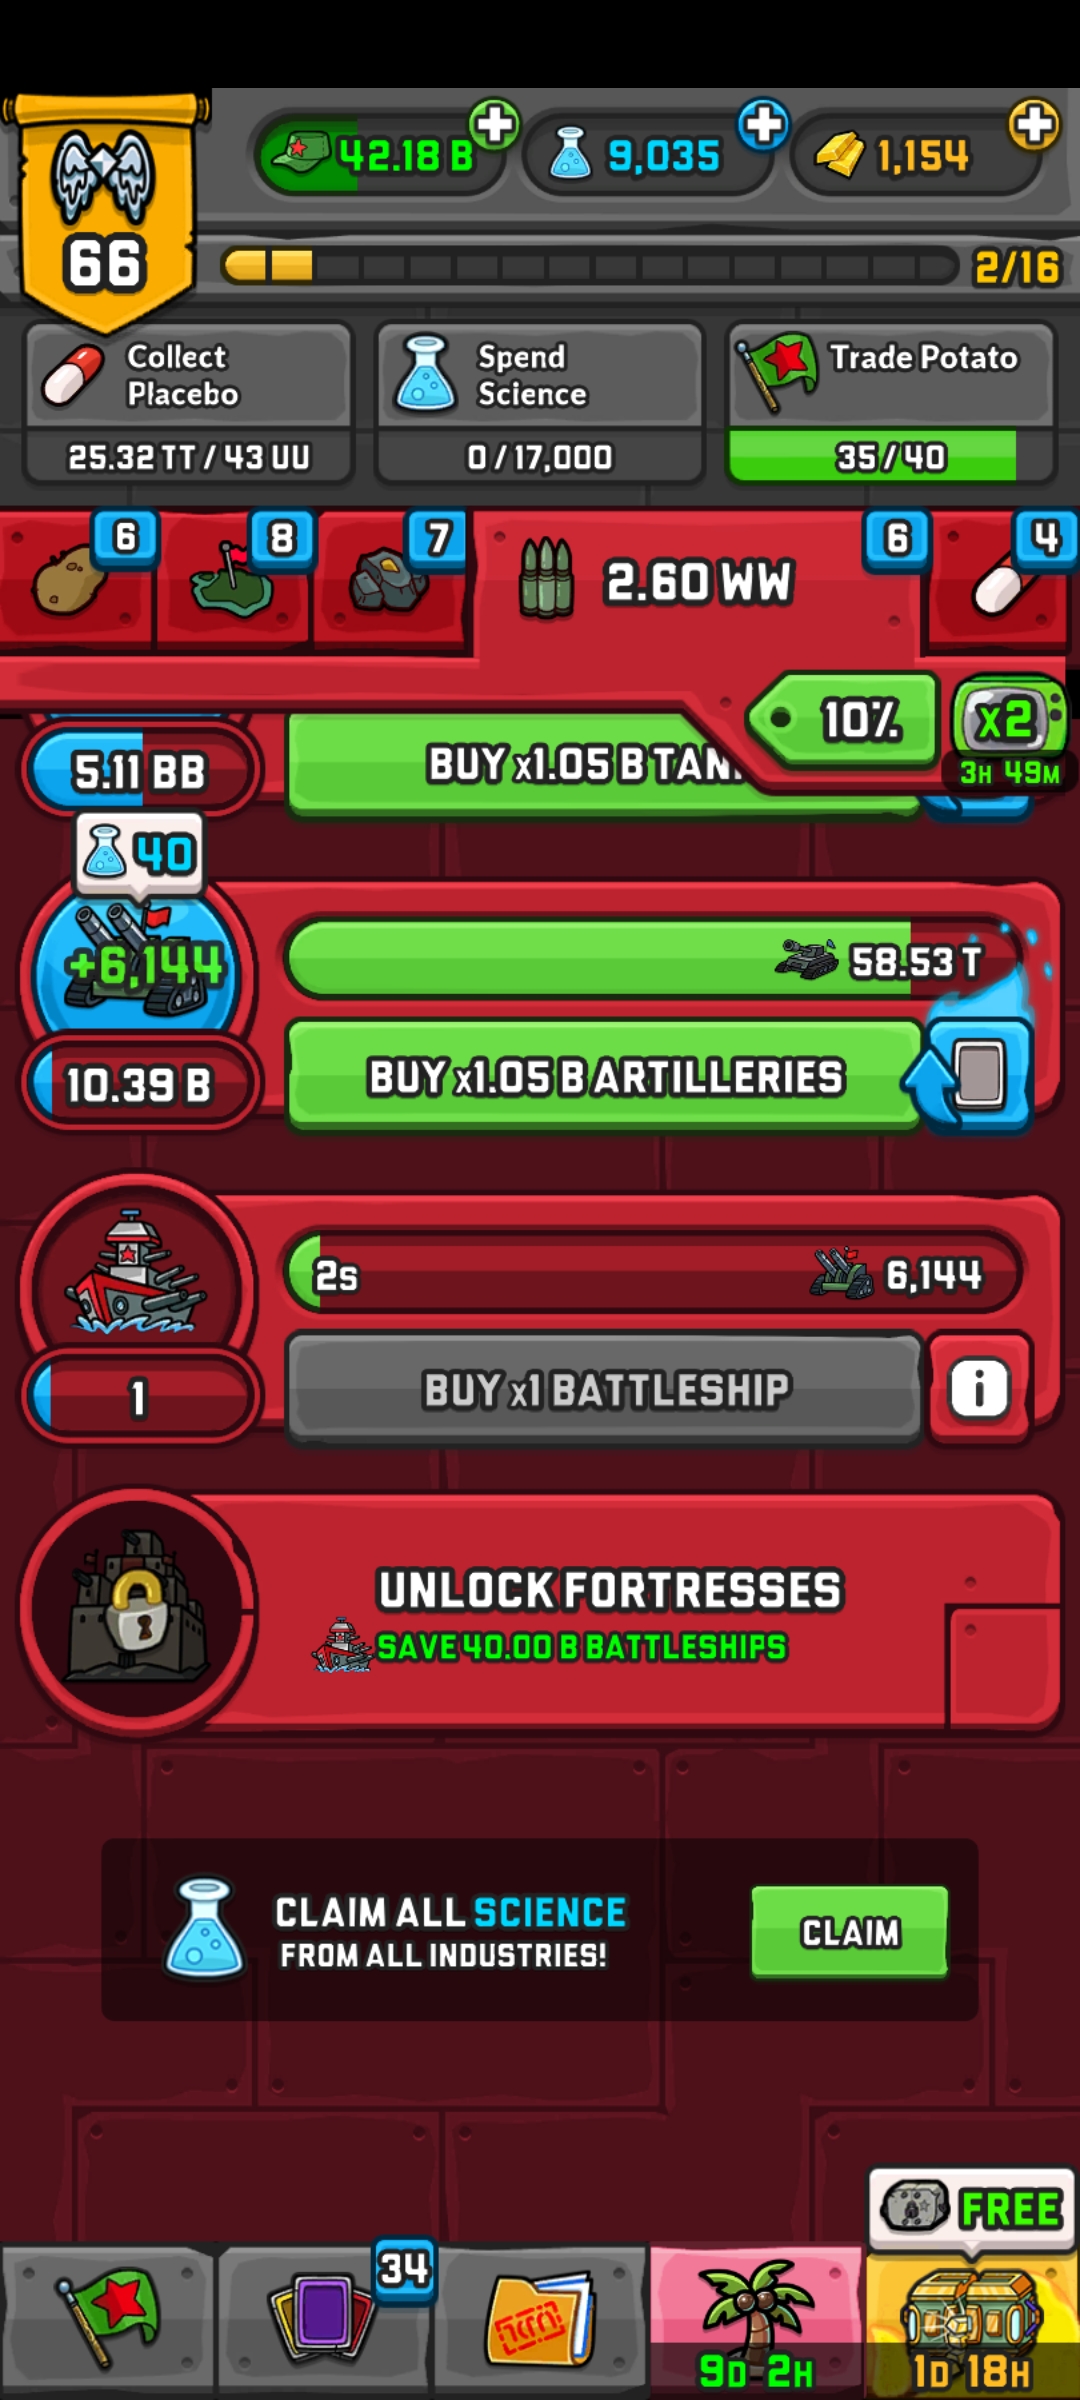 42.18 B
9,035
1,154
66
2/16
Collect
Placebo
25.32 TT / 43 UU
Spend
Science
0 / 17,000
Trade Potato
35 / 40
6
8
7
2.60 WW
6
4
10%
x2
3H 49M
5.11 BB
BUY x1.05 B TAN
40
+6,144
58.53 T
10.39 B
BUY x1.05 B ARTILLERIES
2s
6,144
1
BUY x1 BATTLESHIP
i
UNLOCK FORTRESSES
SAVE 40.00 B BATTLESHIPS
CLAIM ALL SCIENCE
FROM ALL INDUSTRIES!
CLAIM
FREE
34
9D 2H
1D 18H